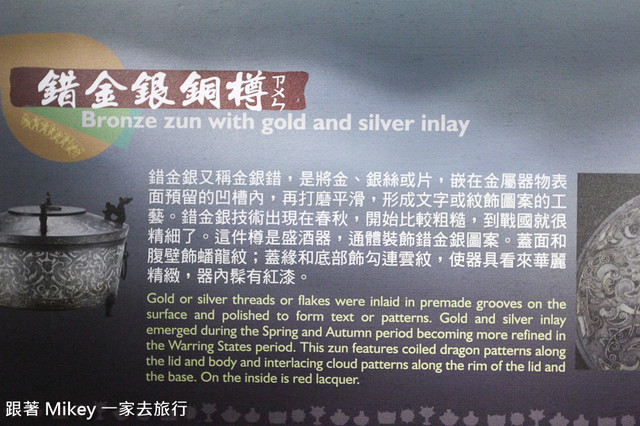 錯金銀銅樽ㄗㄨㄣ
Bronze zun with gold and silver inlay
錯金銀又稱金銀錯，是將金、銀絲或片，嵌在金屬器物表
面預留的凹槽內，再打磨平滑，形成文字或紋飾圖案的工
藝。錯金銀技術出現在春秋，開始比較粗糙，到戰國就很
精細了。這件樽是盛酒器，通體裝飾錯金銀圖案。蓋面和
腹壁飾蟠龍紋；蓋緣和底部飾勾連雲紋，使器具看來華麗
精緻，器內髹有紅漆。
Gold or silver threads or flakes were inlaid in premade grooves on the
surface and polished to form text or patterns. Gold and silver inlay
emerged during the Spring and Autumn period becoming more refined in
the Warring States period. This zun features coiled dragon patterns along
the lid and body and interlacing cloud patterns along the rim of the lid and
the base. On the inside is red lacquer.
跟著 Mikey 一家去旅行